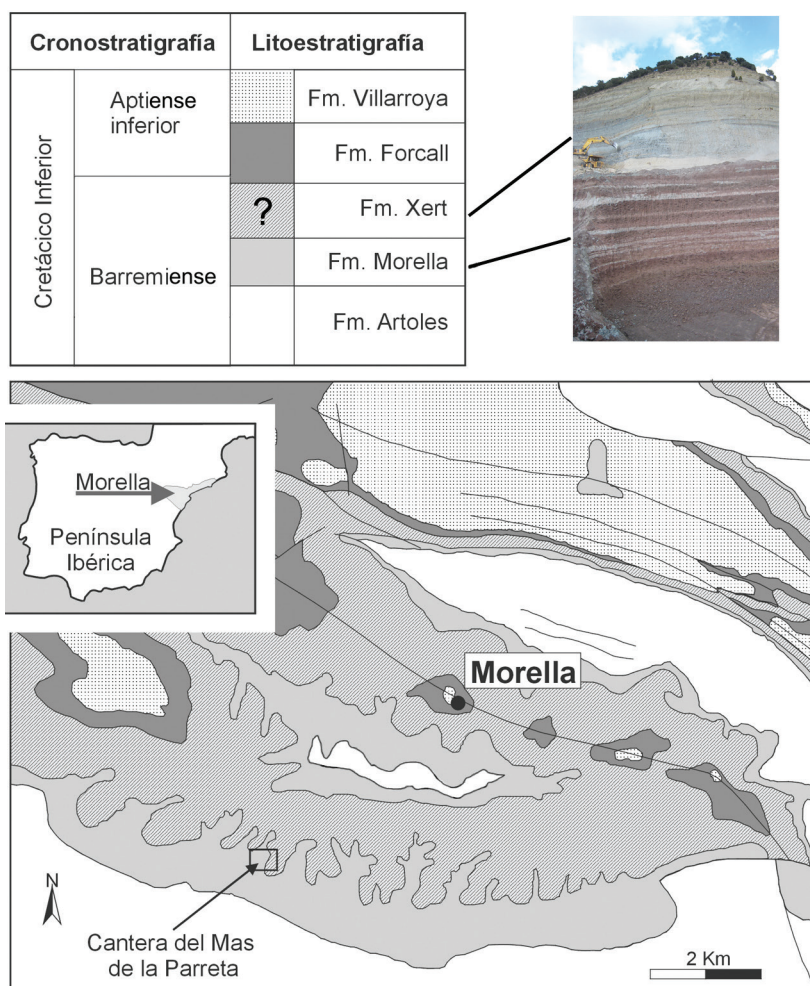 Cronostratigrafía
Litoestratigrafía
Cretácico Inferior
Aptiense
inferior
Barremiense
Fm. Villarroya
Fm. Forcall
?
Fm. Xert
Fm. Morella
Fm. Artoles
Morella
Península
Ibérica
Morella
N
Cantera del Mas
de la Parreta
2 Km